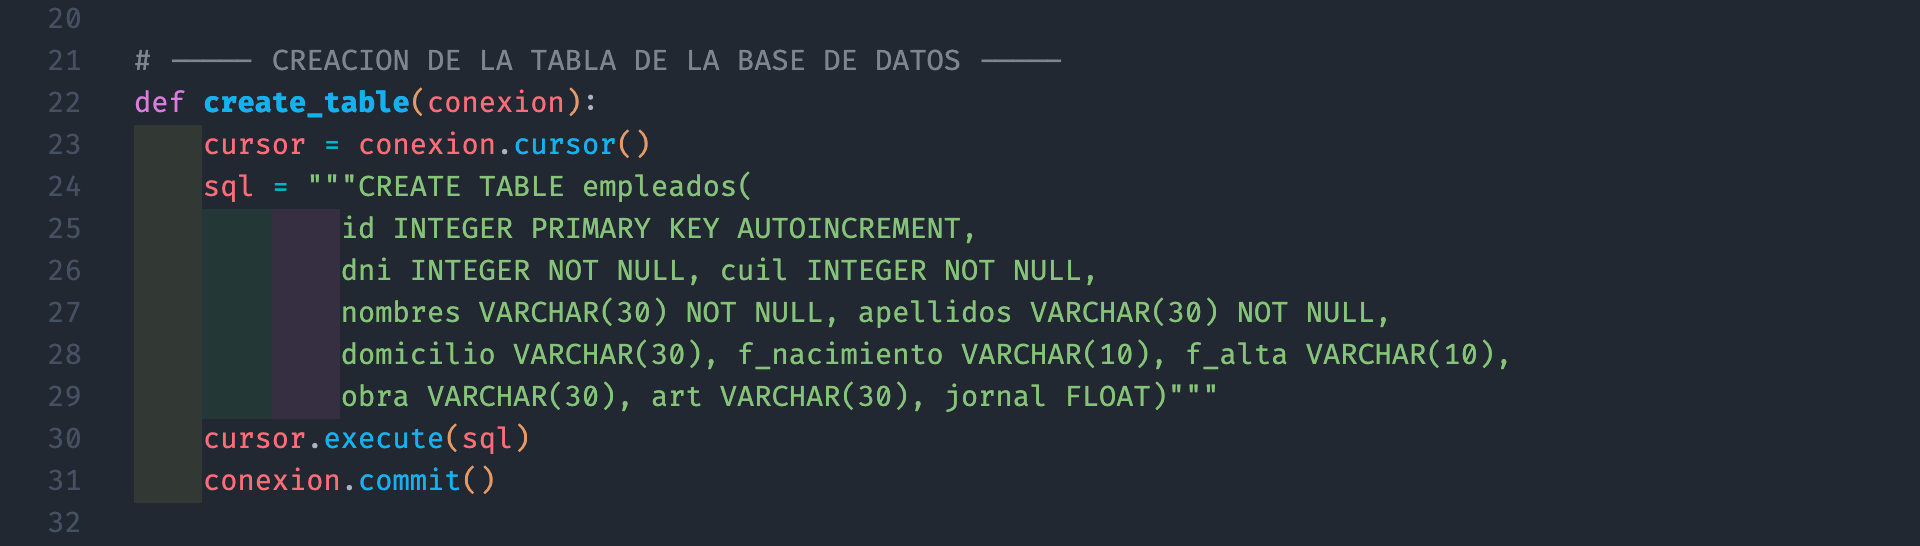 20
21 # ----- CREACION DE LA TABLA DE LA BASE DE DATOS -----
22 def create_table(conexion):
23     cursor = conexion.cursor()
24     sql = """CREATE TABLE empleados(
25             id INTEGER PRIMARY KEY AUTOINCREMENT,
26             dni INTEGER NOT NULL, cuil INTEGER NOT NULL,
27             nombres VARCHAR(30) NOT NULL, apellidos VARCHAR(30) NOT NULL,
28             domicilio VARCHAR(30), f_nacimiento VARCHAR(10), f_alta VARCHAR(10),
29             obra VARCHAR(30), art VARCHAR(30), jornal FLOAT)"""
30     cursor.execute(sql)
31     conexion.commit()
32